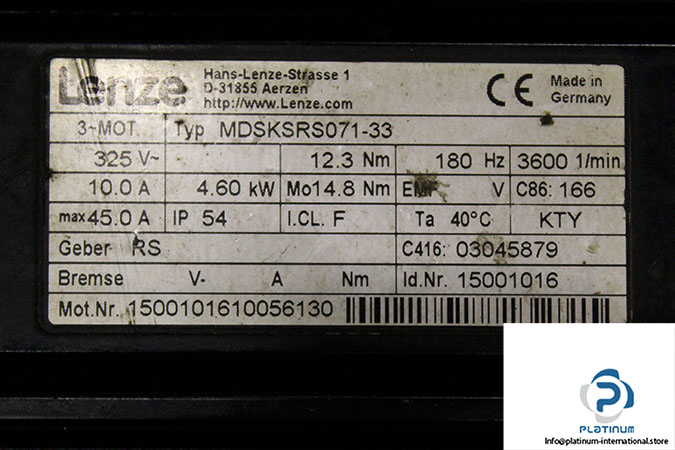 Lenze
Hans-Lenze-Strasse 1
D-31855 Aerzen
http://www.Lenze.com
CE
Made in
Germany
3~MOT. Typ MDSKSRS071-33
325 V~ 12.3 Nm 180 Hz 3600 1/min
10.0 A 4.60 kW Mo14.8 Nm EMF V C86: 166
max 45.0 A IP 54 I.CL. F Ta 40°C KTY
Geber RS C416: 03045879
Bremse V- A Nm Id.Nr. 15001016
Mot.Nr. 1500101610056130
PLATINUM
Info@platinum-international.store